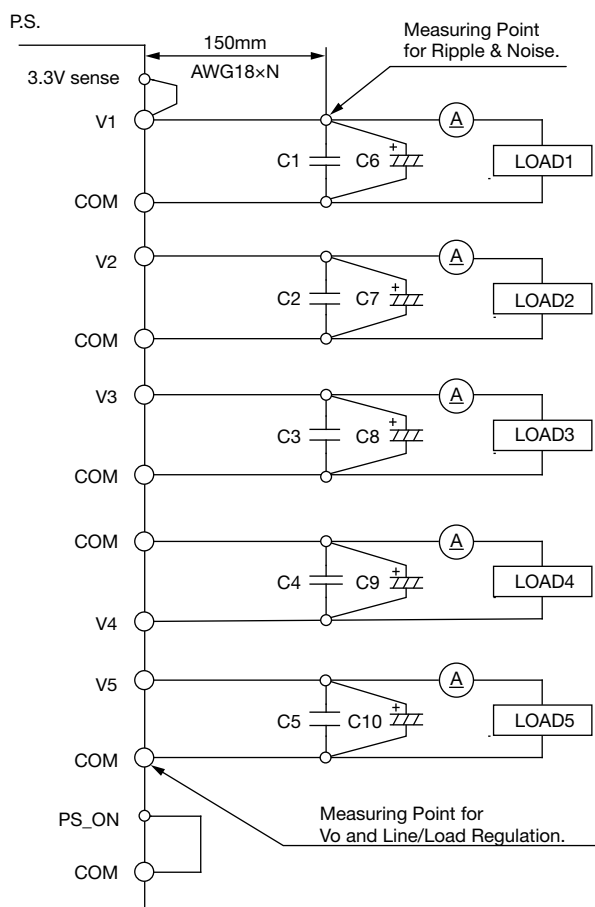 P.S.
Measuring Point
for Ripple & Noise.
150mm
AWG18×N
3.3V sense
V1
A
C1
C6
+
LOAD1
COM
V2
A
C2
C7
+
LOAD2
COM
V3
A
C3
C8
+
LOAD3
COM
COM
A
C4
C9
+
LOAD4
V4
V5
A
C5
C10
+
LOAD5
COM
PS_ON
Measuring Point for
Vo and Line/Load Regulation.
COM